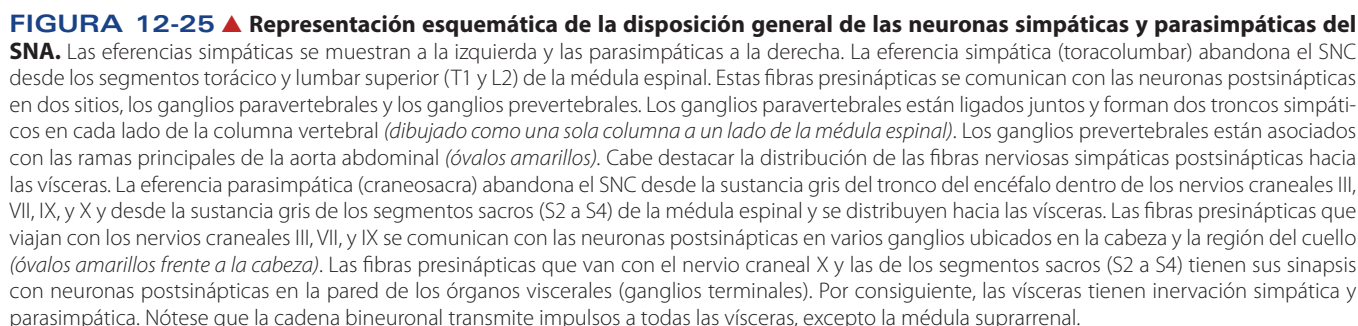 FIGURA 12-25 ▲ Representación esquemática de la disposición general de las neuronas simpáticas y parasimpáticas del
SNA. Las eferencias simpáticas se muestran a la izquierda y las parasimpáticas a la derecha. La eferencia simpática (toracolumbar) abandona el SNC
desde los segmentos torácico y lumbar superior (T1 y L2) de la médula espinal. Estas fibras presinápticas se comunican con las neuronas postsinápticas
en dos sitios, los ganglios paravertebrales y los ganglios prevertebrales. Los ganglios paravertebrales están ligados juntos y forman dos troncos simpáti-
cos en cada lado de la columna vertebral (dibujado como una sola columna a un lado de la médula espinal). Los ganglios prevertebrales están asociados
con las ramas principales de la aorta abdominal (óvalos amarillos). Cabe destacar la distribución de las fibras nerviosas simpáticas postsinápticas hacia
las vísceras. La eferencia parasimpática (craneosacra) abandona el SNC desde la sustancia gris del tronco del encéfalo dentro de los nervios craneales III,
VII, IX, y X y desde la sustancia gris de los segmentos sacros (S2 a S4) de la médula espinal y se distribuyen hacia las vísceras. Las fibras presinápticas que
viajan con los nervios craneales III, VII, y IX se comunican con las neuronas postsinápticas en varios ganglios ubicados en la cabeza y la región del cuello
(óvalos amarillos frente a la cabeza). Las fibras presinápticas que van con el nervio craneal X y las de los segmentos sacros (S2 a S4) tienen sus sinapsis
con neuronas postsinápticas en la pared de los órganos viscerales (ganglios terminales). Por consiguiente, las vísceras tienen inervación simpática y
parasimpática. Nótese que la cadena bineuronal transmite impulsos a todas las vísceras, excepto la médula suprarrenal.